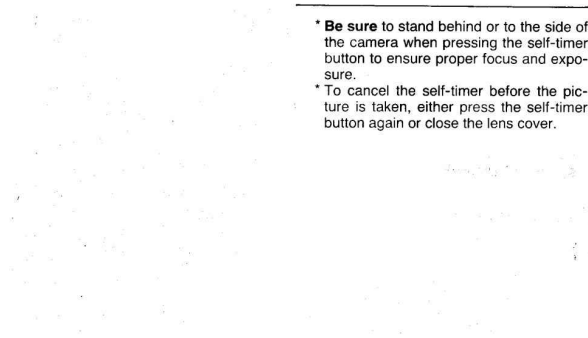 * Be sure to stand behind or to the side of
the camera when pressing the self-timer
button to ensure proper focus and expo-
sure.
* To cancel the self-timer before the pic-
ture is taken, either press the self-timer
button again or close the lens cover.